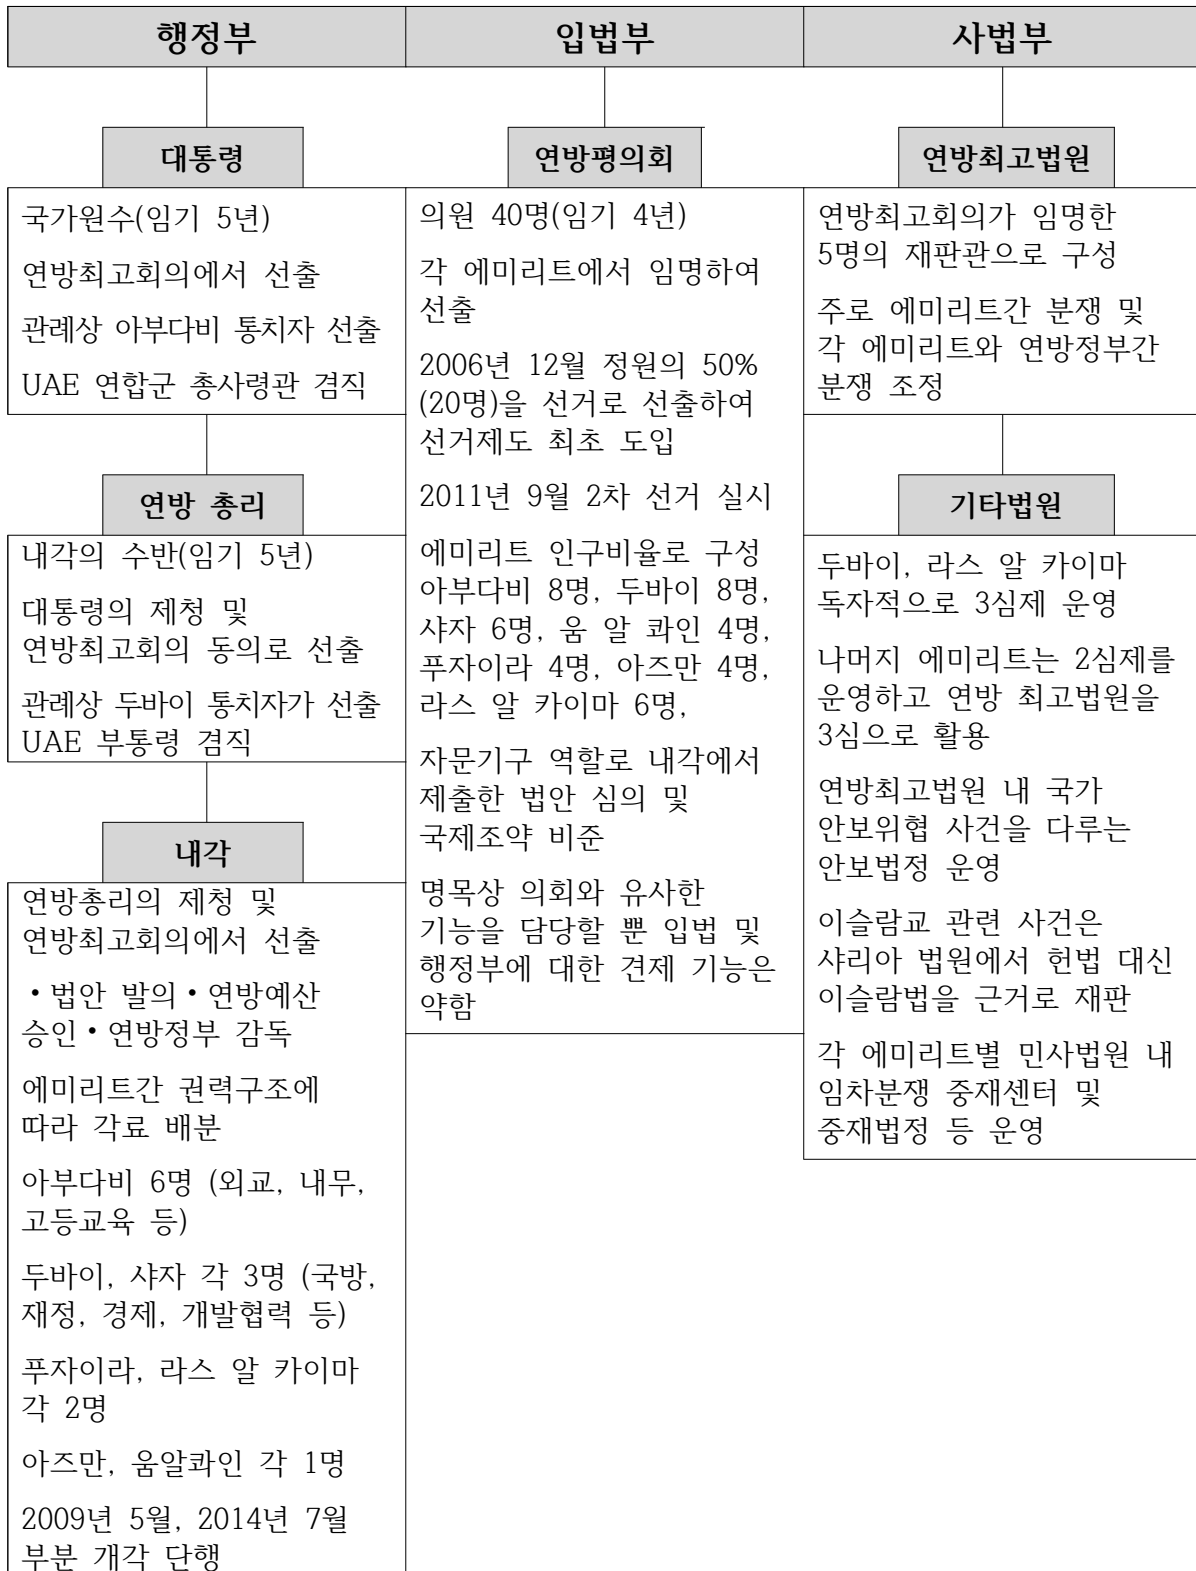 행정부
대통령
국가원수(임기 5년)
연방최고회의에서 선출
관례상 아부다비 통치자 선출
UAE 연합군 총사령관 겸직
연방 총리
내각의 수반(임기 5년)
대통령의 제청 및
연방최고회의 동의로 선출
관례상 두바이 통치자가 선출
UAE 부통령 겸직
내각
연방총리의 제청 및
연방최고회의에서 선출
•법안 발의•연방예산
승인•연방정부 감독
에미리트간 권력구조에
따라 각료 배분
아부다비 6명 (외교, 내무,
고등교육 등)
두바이, 샤자 각 3명 (국방,
재정, 경제, 개발협력 등)
푸자이라, 라스 알 카이마
각 2명
아즈만, 움알콰인 각 1명
2009년 5월, 2014년 7월
부분 개각 단행
입법부
연방평의회
의원 40명(임기 4년)
각 에미리트에서 임명하여
선출
2006년 12월 정원의 50%
(20명)을 선거로 선출하여
선거제도 최초 도입
2011년 9월 2차 선거 실시
에미리트 인구비율로 구성
아부다비 8명, 두바이 8명,
샤자 6명, 움 알 콰인 4명,
푸자이라 4명, 아즈만 4명,
라스 알 카이마 6명,
자문기구 역할로 내각에서
제출한 법안 심의 및
국제조약 비준
명목상 의회와 유사한
기능을 담당할 뿐 입법 및
행정부에 대한 견제 기능은
약함
사법부
연방최고법원
연방최고회의가 임명한
5명의 재판관으로 구성
주로 에미리트간 분쟁 및
각 에미리트와 연방정부간
분쟁 조정
기타법원
두바이, 라스 알 카이마
독자적으로 3심제 운영
나머지 에미리트는 2심제를
운영하고 연방 최고법원을
3심으로 활용
연방최고법원 내 국가
안보위협 사건을 다루는
안보법정 운영
이슬람교 관련 사건은
샤리아 법원에서 헌법 대신
이슬람법을 근거로 재판
각 에미리트별 민사법원 내
임차분쟁 중재센터 및
중재법정 등 운영